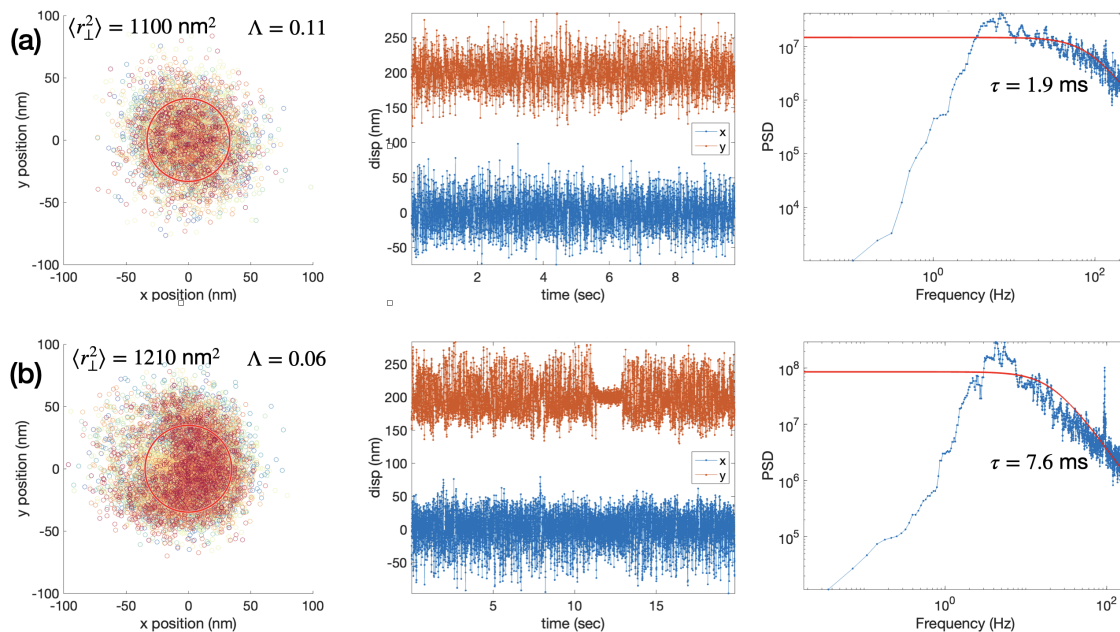 (a)
⟨r⊥²⟩ = 1100 nm² Λ = 0.11
100
50
0
-50
-100
y position (nm)
-100 -50 0 50 100
x position (nm)
250
200
150
100
50
0
-50
disp (nm)
x
y
2 4 6 8
time (sec)
10⁷
10⁶
10⁵
10⁴
PSD
τ = 1.9 ms
10⁰ 10²
Frequency (Hz)
(b)
⟨r⊥²⟩ = 1210 nm² Λ = 0.06
100
50
0
-50
-100
y position (nm)
-100 -50 0 50 100
x position (nm)
250
200
150
100
50
0
-50
disp (nm)
x
y
5 10 15
time (sec)
10⁸
10⁷
10⁶
10⁵
PSD
τ = 7.6 ms
10⁰ 10²
Frequency (Hz)